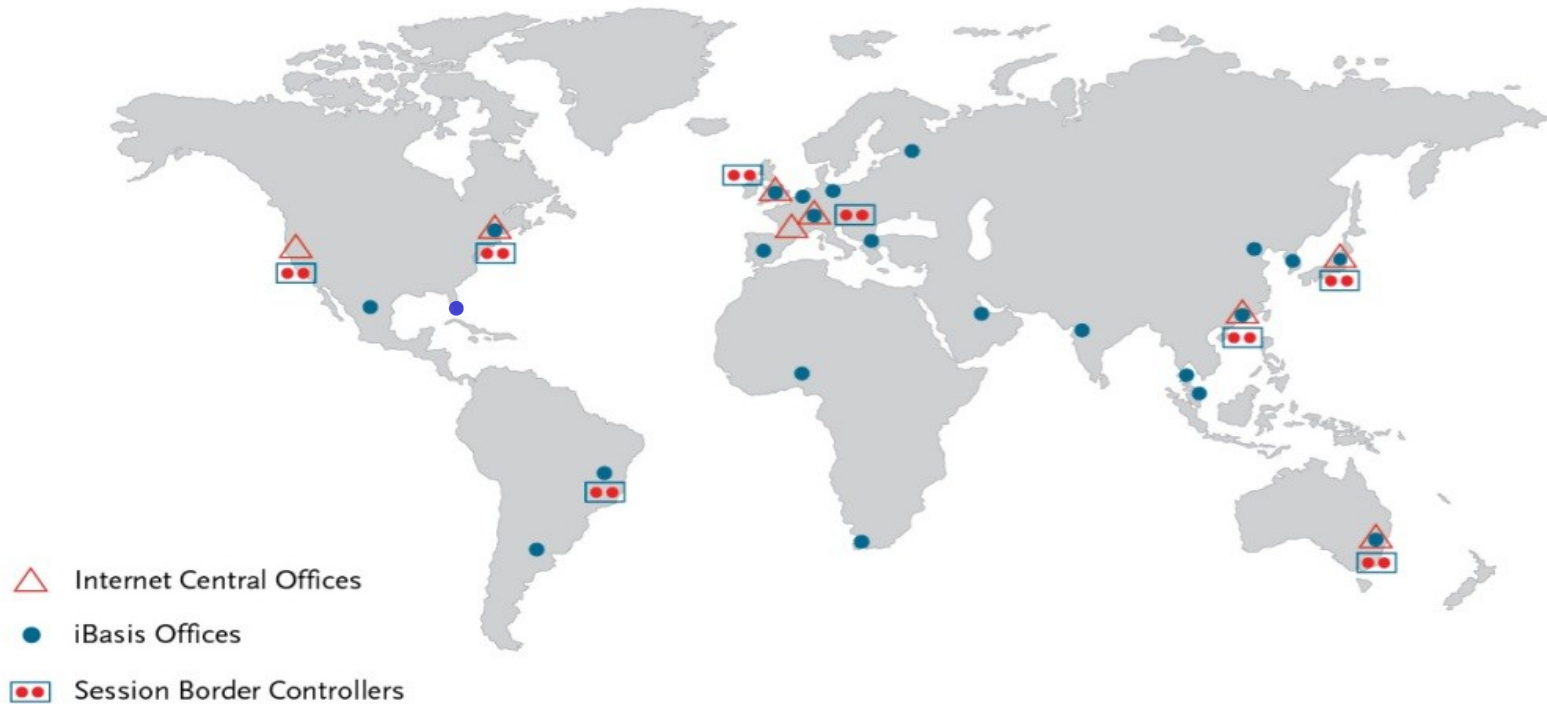 Internet Central Offices
iBasis Offices
Session Border Controllers